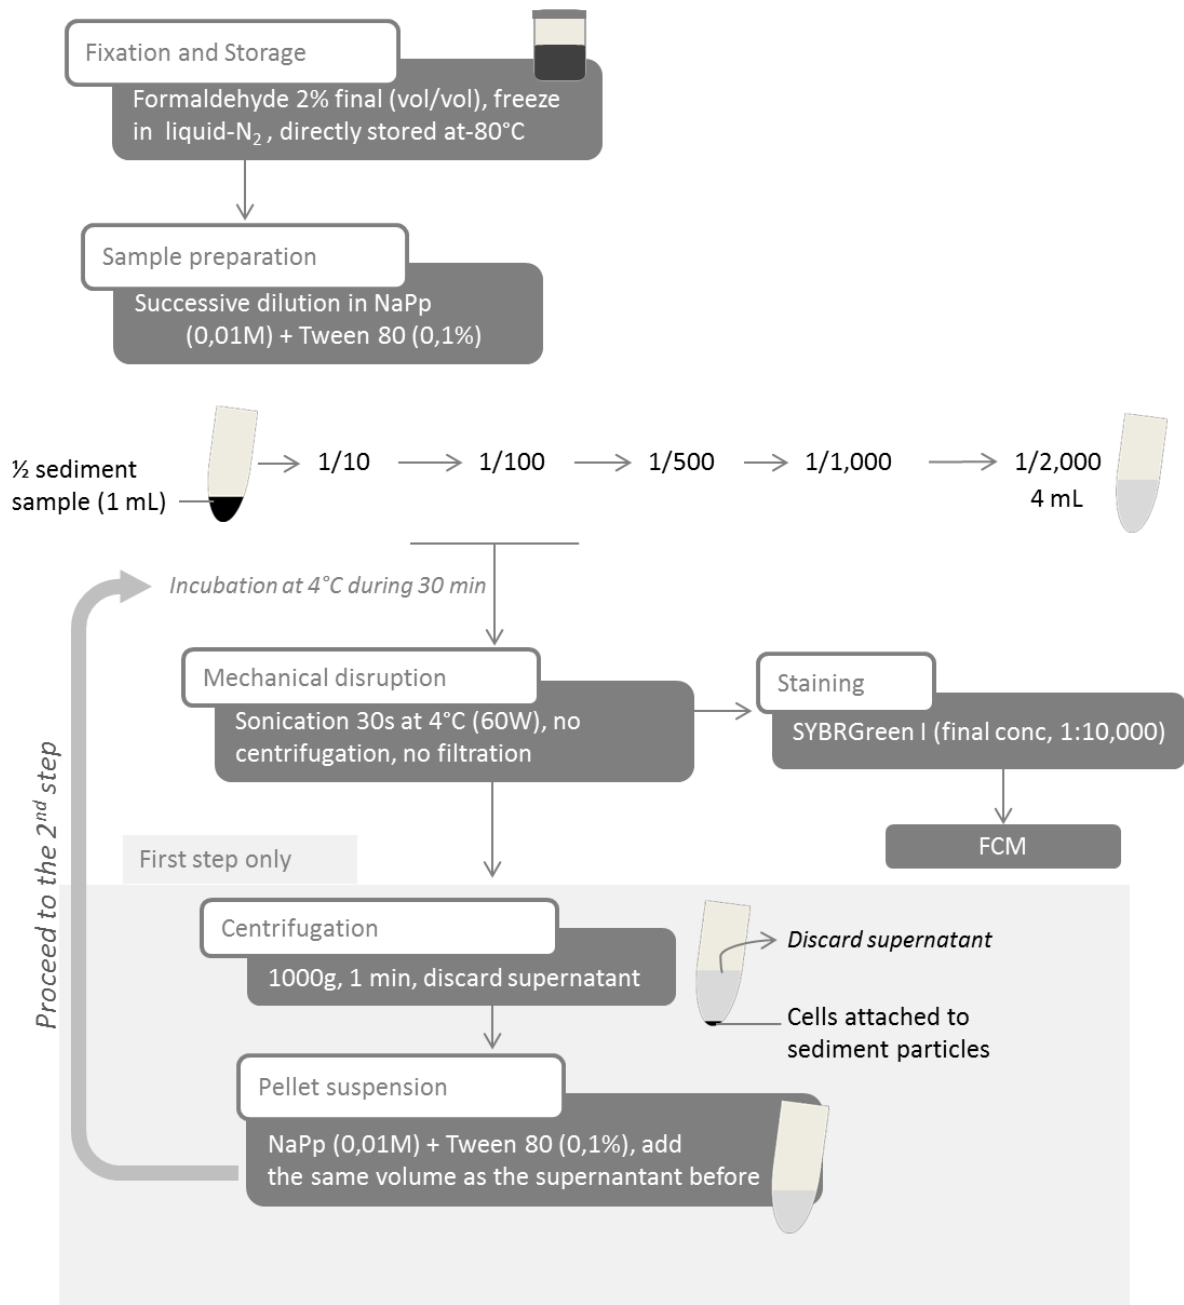 Fixation and Storage
Formaldehyde 2% final (vol/vol), freeze
in liquid-N₂ , directly stored at-80°C
Sample preparation
Successive dilution in NaPp
(0,01M) + Tween 80 (0,1%)
½ sediment
sample (1 mL)
1/10
1/100
1/500
1/1,000
1/2,000
4 mL
Incubation at 4°C during 30 min
Mechanical disruption
Sonication 30s at 4°C (60W), no
centrifugation, no filtration
Staining
SYBRGreen I (final conc, 1:10,000)
FCM
Proceed to the 2nd step
First step only
Centrifugation
1000g, 1 min, discard supernatant
Discard supernatant
Cells attached to
sediment particles
Pellet suspension
NaPp (0,01M) + Tween 80 (0,1%), add
the same volume as the supernantant before